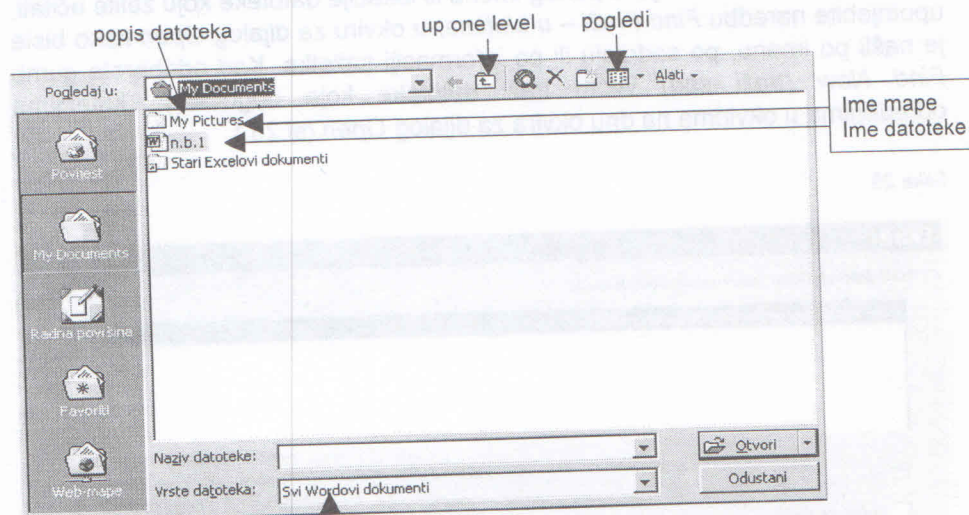 popis datoteka
up one level
pogledi
Pogledaj u:
My Documents
Alati
My Pictures
n.b.1
Stari Excelovi dokumenti
Ime mape
Ime datoteke
Povijest
My Documents
Radna površina
Favoriti
Web-mape
Naziv datoteke:
Otvori
Vrste datoteka:
Svi Wordovi dokumenti
Odustani